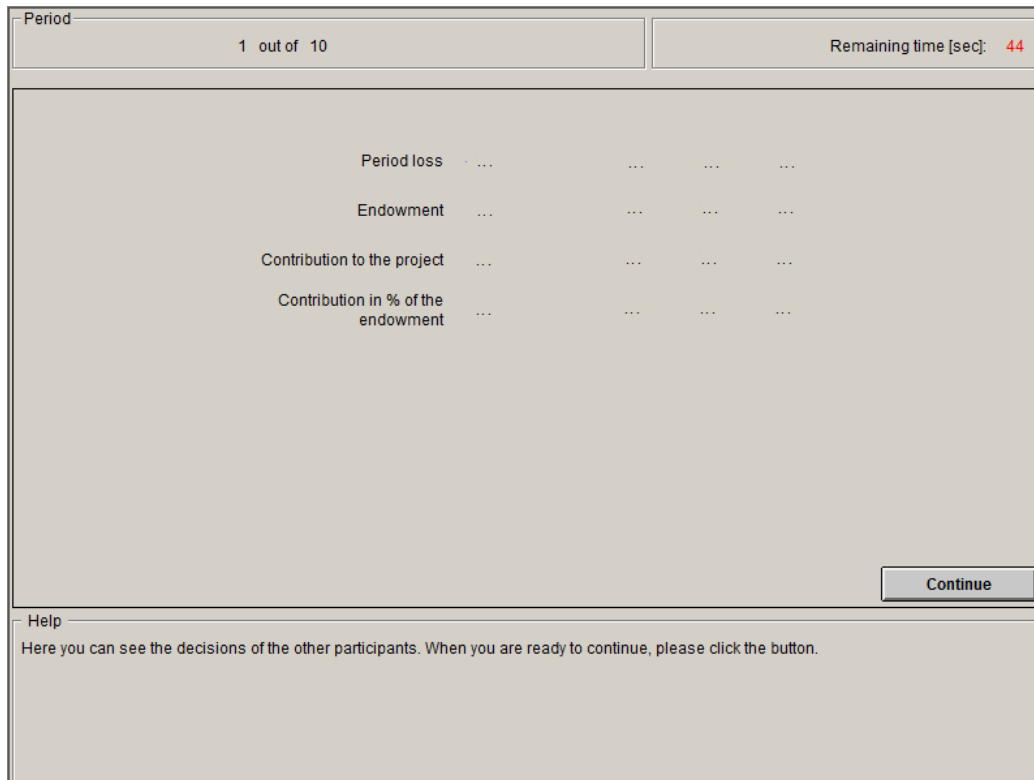 Period
1 out of 10
Remaining time [sec]: 44
Period loss ... ... ... ...
Endowment ... ... ... ...
Contribution to the project ... ... ... ...
Contribution in % of the
endowment ... ... ... ...
Continue
Help
Here you can see the decisions of the other participants. When you are ready to continue, please click the button.